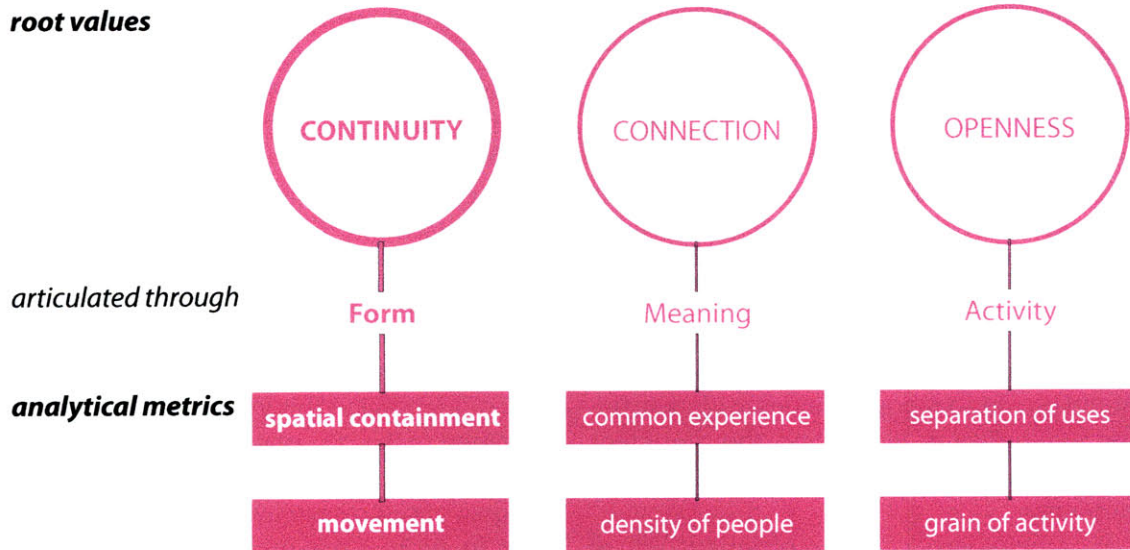 root values
CONTINUITY
CONNECTION
OPENNESS
articulated through
Form
Meaning
Activity
analytical metrics
spatial containment
common experience
separation of uses
movement
density of people
grain of activity